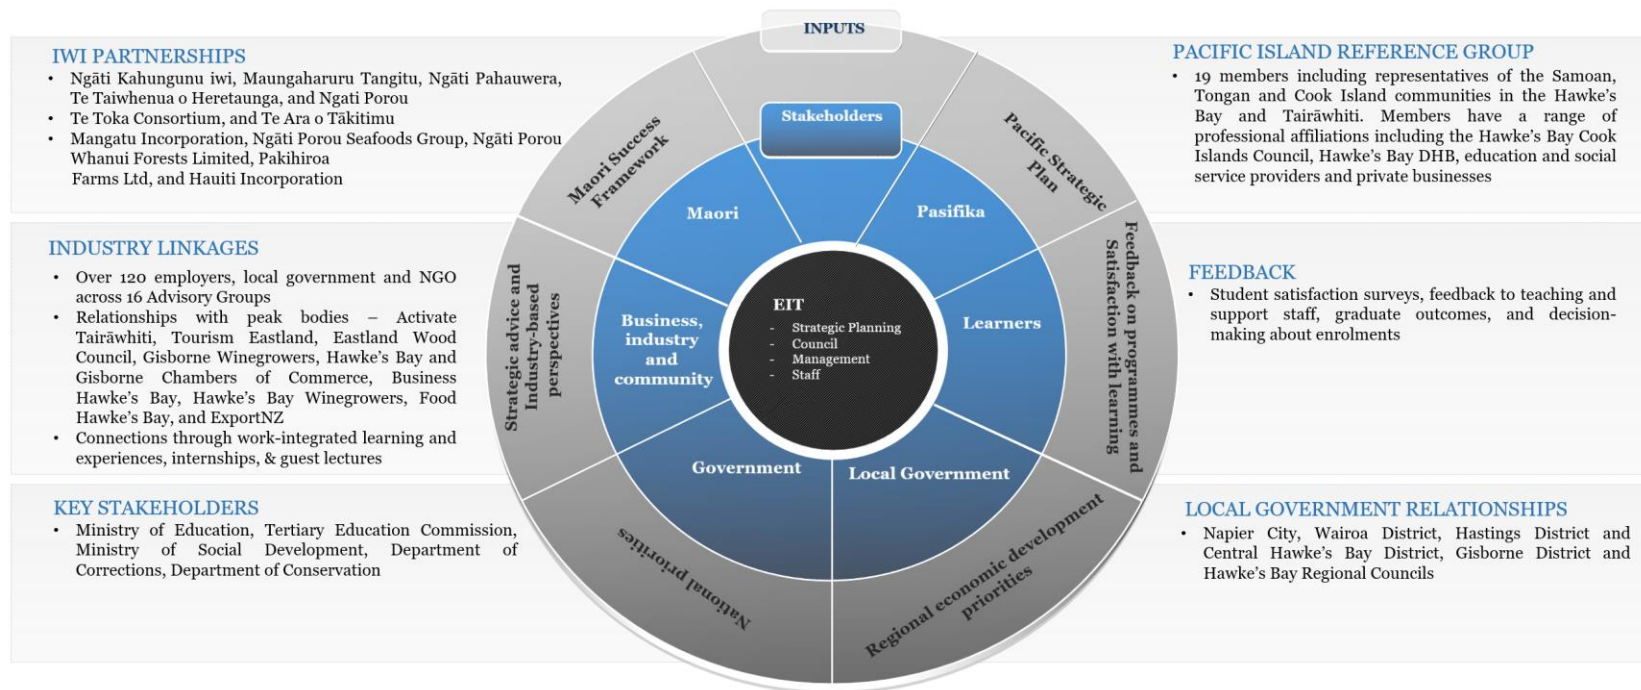 INPUTS
Stakeholders
IWI PARTNERSHIPS
• Ngāti Kahungunu iwi, Maungaharuru Tangitu, Ngāti Pahauwera,
Te Taiwhenua o Heretaunga, and Ngati Porou
• Te Toka Consortium, and Te Ara o Tākitimu
• Mangatu Incorporation, Ngāti Porou Seafoods Group, Ngāti Porou
Whanui Forests Limited, Pakihiroa
Farms Ltd, and Hauiti Incorporation
INDUSTRY LINKAGES
• Over 120 employers, local government and NGO
across 16 Advisory Groups
• Relationships with peak bodies – Activate
Tairāwhiti, Tourism Eastland, Eastland Wood
Council, Gisborne Winegrowers, Hawke's Bay and
Gisborne Chambers of Commerce, Business
Hawke's Bay, Hawke's Bay Winegrowers, Food
Hawke's Bay, and ExportNZ
• Connections through work-integrated learning and
experiences, internships, & guest lectures
KEY STAKEHOLDERS
• Ministry of Education, Tertiary Education Commission,
Ministry of Social Development, Department of
Corrections, Department of Conservation
Maori Success
Framework
Strategic advice and
Industry-based
perspectives
National priorities
Regional economic development
priorities
Feedback on programmes and
Satisfaction with learning
Pacific Strategic
Plan
Maori
Pasifika
Business,
industry
and
community
Learners
Government
Local Government
EIT
- Strategic Planning
- Council
- Management
- Staff
PACIFIC ISLAND REFERENCE GROUP
• 19 members including representatives of the Samoan,
Tongan and Cook Island communities in the Hawke's
Bay and Tairāwhiti. Members have a range of
professional affiliations including the Hawke's Bay Cook
Islands Council, Hawke's Bay DHB, education and social
service providers and private businesses
FEEDBACK
• Student satisfaction surveys, feedback to teaching and
support staff, graduate outcomes, and decision-
making about enrolments
LOCAL GOVERNMENT RELATIONSHIPS
• Napier City, Wairoa District, Hastings District and
Central Hawke's Bay District, Gisborne District and
Hawke's Bay Regional Councils